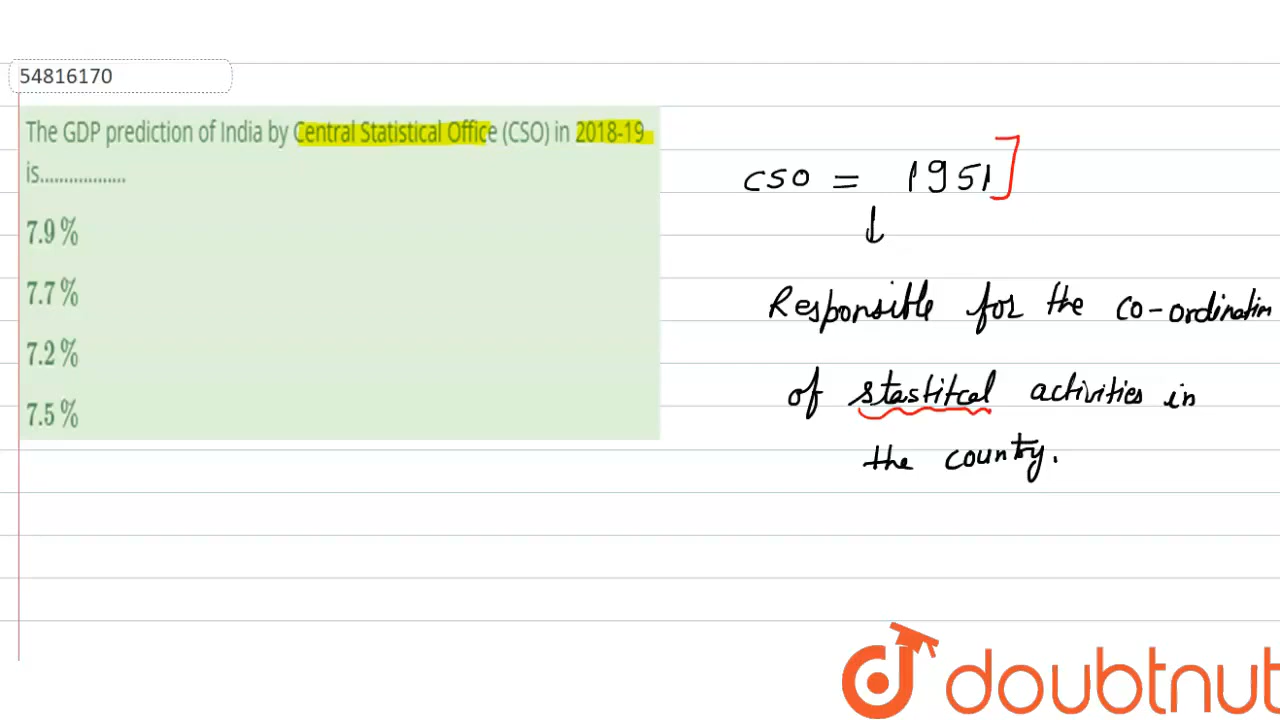 54816170
The GDP prediction of India by Central Statistical Office (CSO) in 2018-19
is..................
7.9 %
7.7 %
7.2 %
7.5 %
CSO = 1951]
↓
Responsible for the co-ordination
of stastitcal activities in
the country.
doubtnut